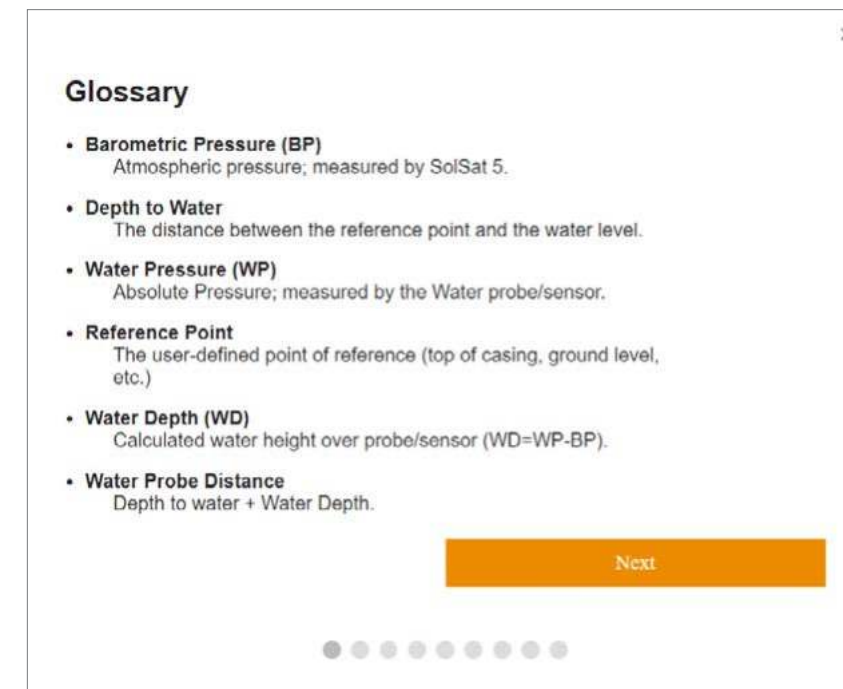 Glossary
• Barometric Pressure (BP)
Atmospheric pressure; measured by SolSat 5.
• Depth to Water
The distance between the reference point and the water level.
• Water Pressure (WP)
Absolute Pressure; measured by the Water probe/sensor.
• Reference Point
The user-defined point of reference (top of casing, ground level,
etc.)
• Water Depth (WD)
Calculated water height over probe/sensor (WD=WP-BP).
• Water Probe Distance
Depth to water + Water Depth.
Next